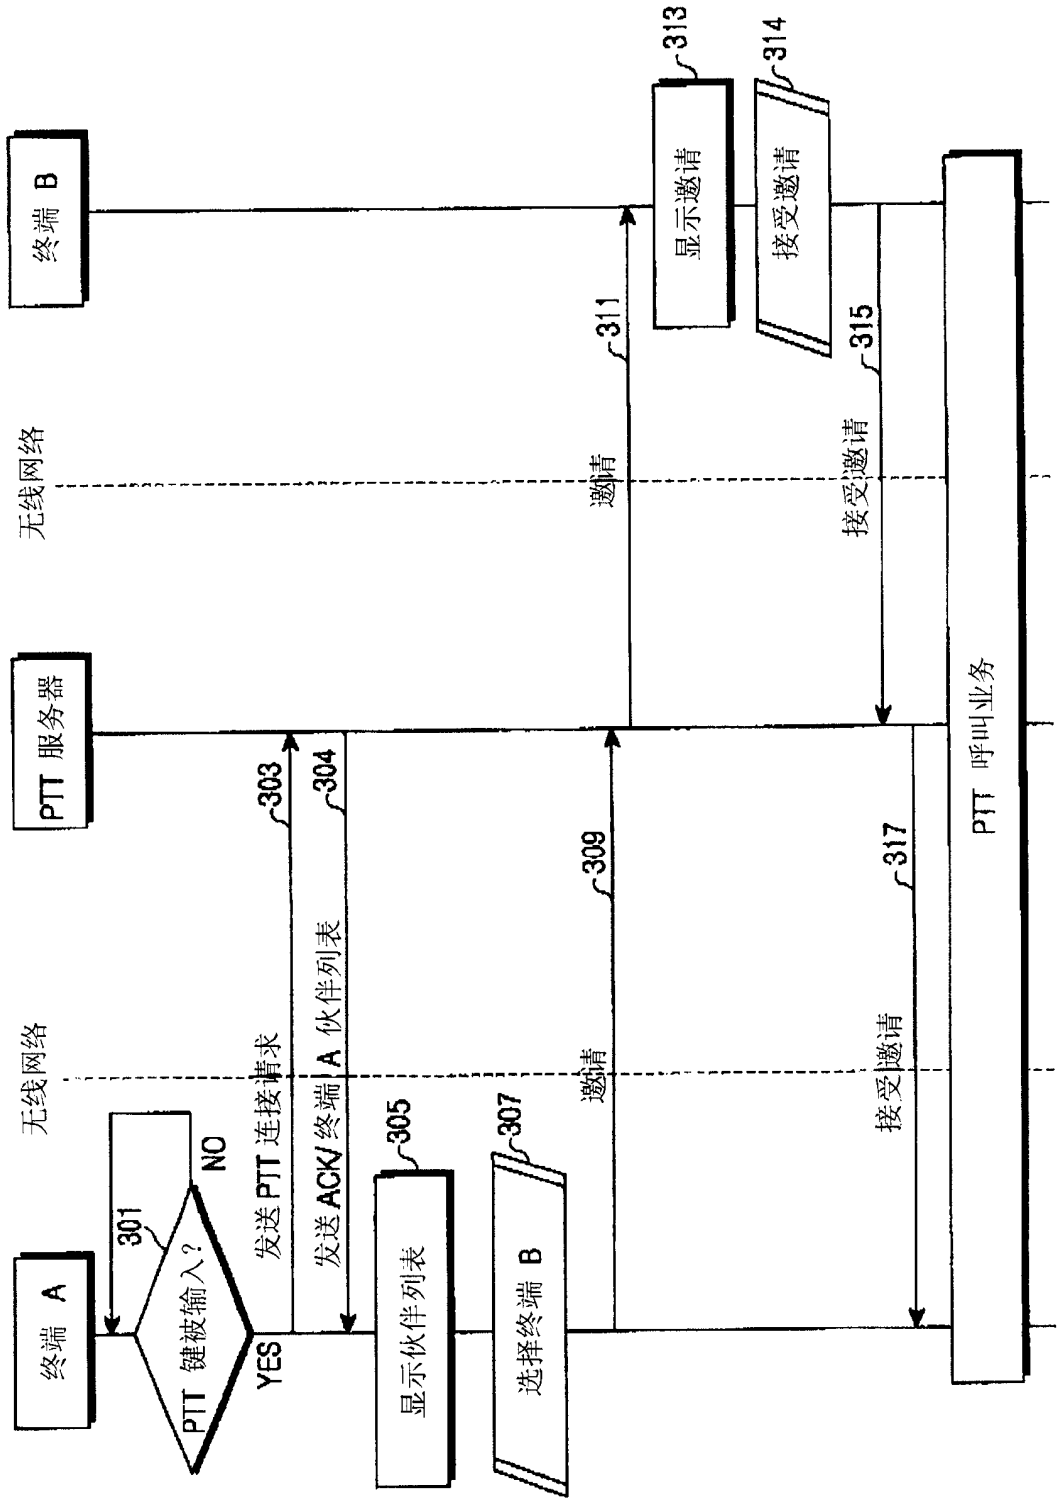 终端 A
无线网络
PTT 服务器
无线网络
终端 B
301
PTT 键被输入?
NO
YES
发送 PTT 连接请求
303
发送 ACK/终端 A 伙伴列表
304
显示伙伴列表
305
选择终端 B
307
邀请
309
邀请
311
显示邀请
313
接受邀请
314
接受邀请
315
接受邀请
317
PTT 呼叫业务